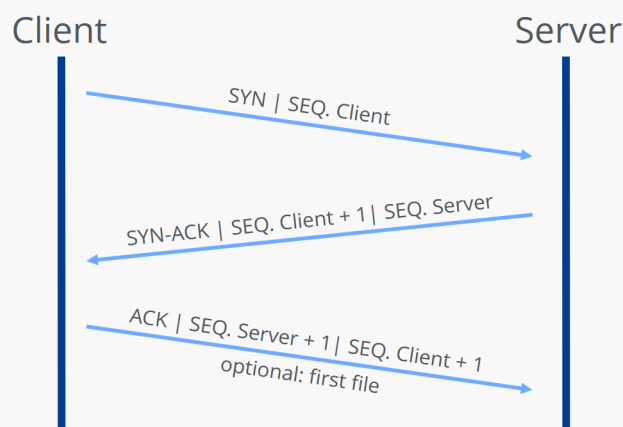 Client
Server
SYN | SEQ. Client
SYN-ACK | SEQ. Client + 1| SEQ. Server
ACK | SEQ. Server + 1| SEQ. Client + 1
optional: first file